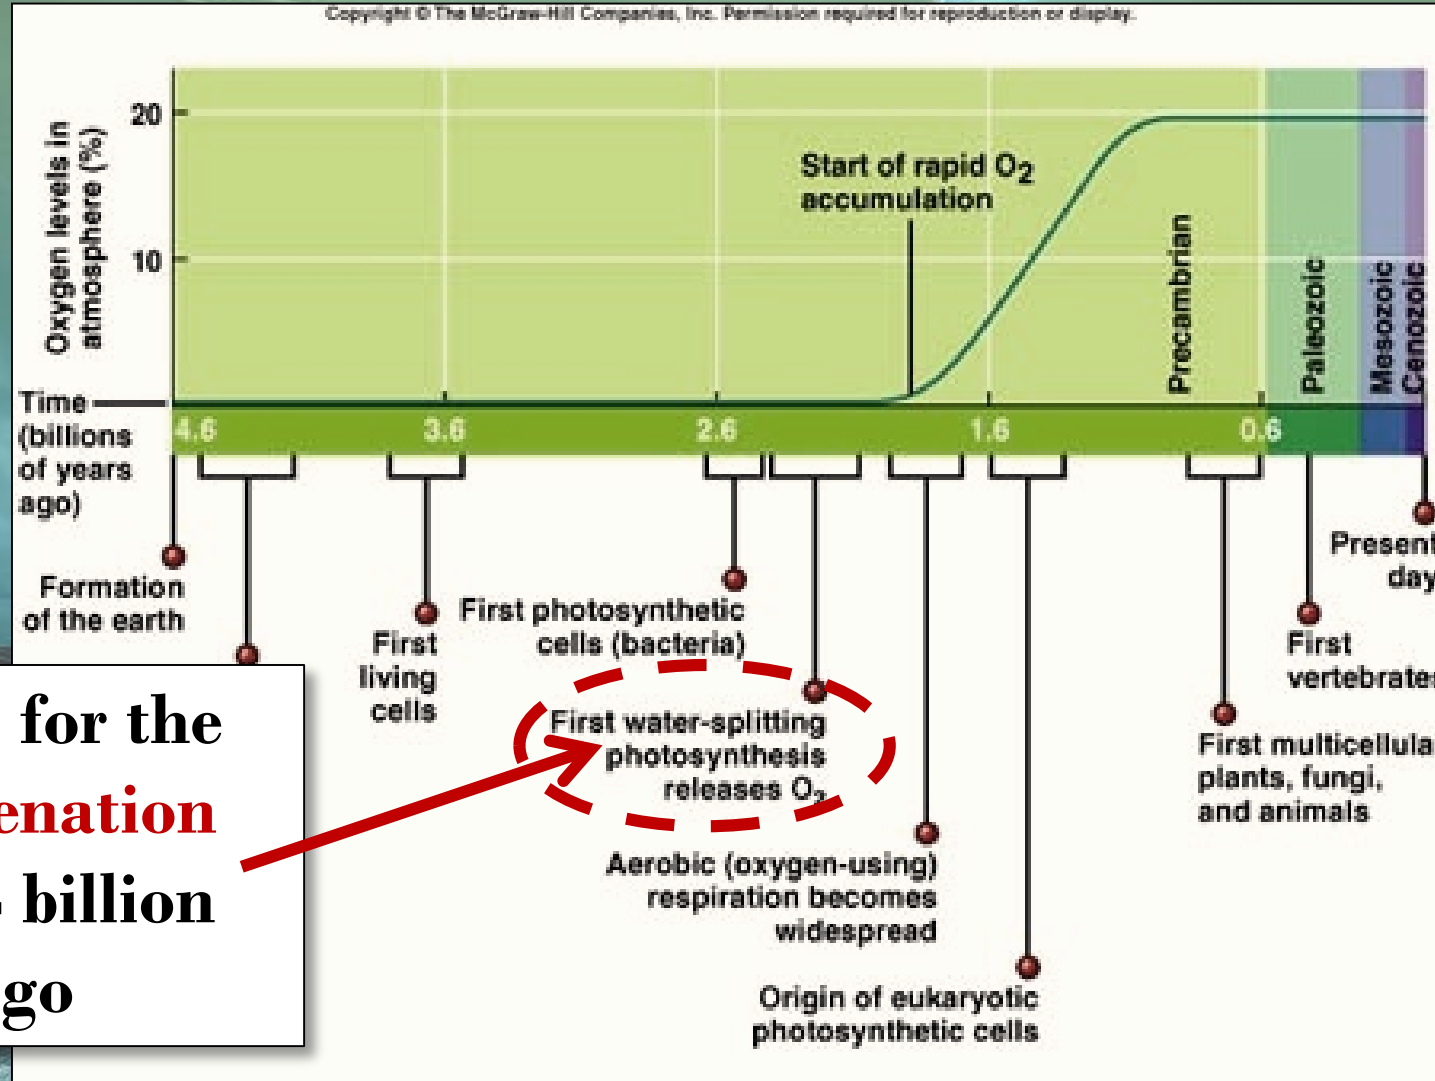 Copyright © The McGraw-Hill Companies, Inc. Permission required for reproduction or display.
Oxygen levels in
atmosphere (%)
20
10
Start of rapid O2
accumulation
Precambrian
Paleozoic
Mesozoic
Cenozoic
Time
(billions
of years
ago)
4.6
3.6
2.6
1.6
0.6
Formation
of the earth
First
living
cells
First photosynthetic
cells (bacteria)
First water-splitting
photosynthesis
releases O2
Aerobic (oxygen-using)
respiration becomes
widespread
Origin of eukaryotic
photosynthetic cells
First multicellula
plants, fungi,
and animals
First
vertebrates
Present
day
for the
enation
billion
go